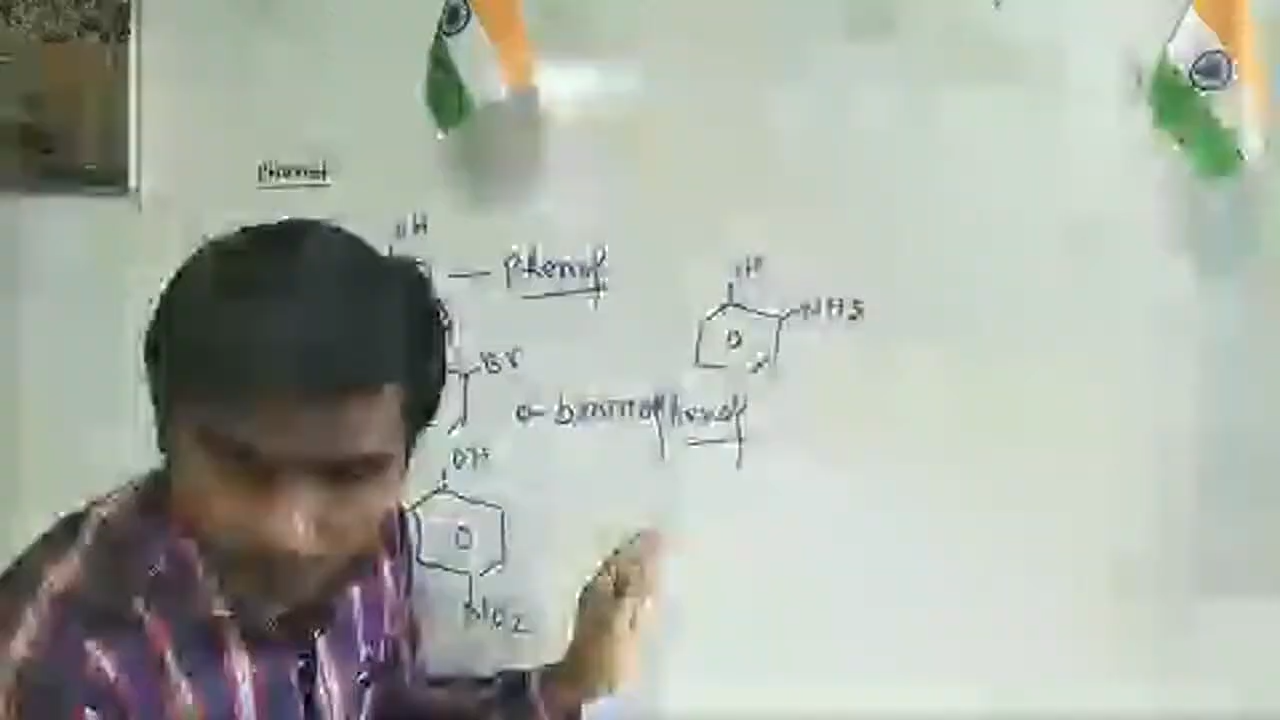 Phenol
OH
— Phenol
OH
NH2
Br
o- bromophenol
OH
O
NO2